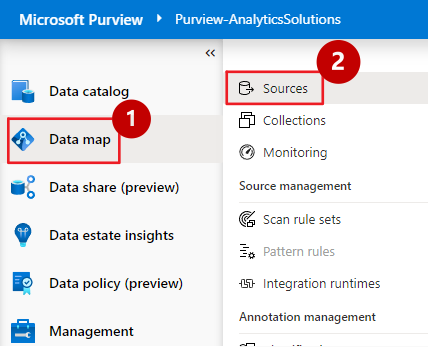 Microsoft Purview › Purview-AnalyticsSolutions
«
2
Data catalog
Sources
1
Data map
Collections
Monitoring
Data share (preview)
Source management
Data estate insights
Scan rule sets
Pattern rules
Data policy (preview)
Integration runtimes
Management
Annotation management